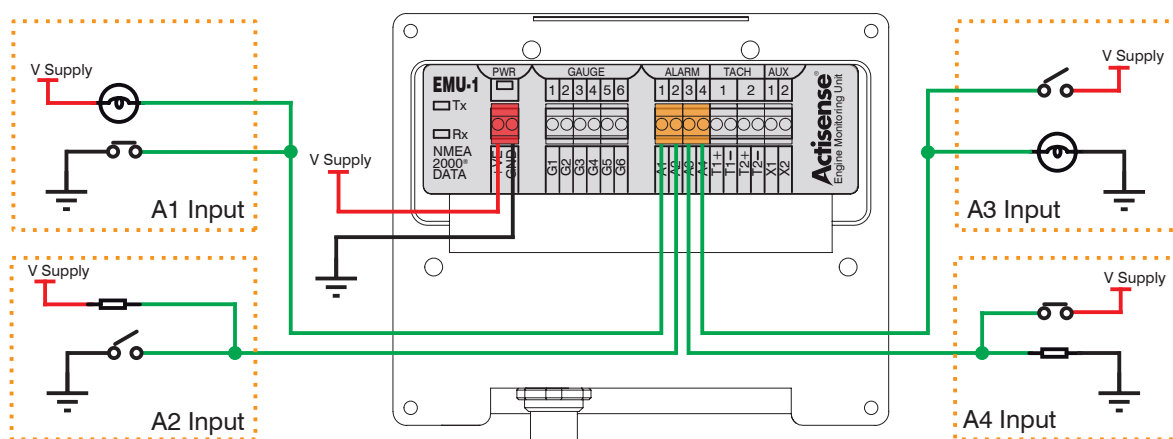 V Supply
A1 Input
V Supply
A2 Input
V Supply
PWR
GAUGE
ALARM
TACH
AUX
EMU-1
1 2 3 4 5 6
1 2 3 4
1 2
1 2
Tx
Rx
NMEA
2000®
DATA
+VE
GND
G1
G2
G3
G4
G5
G6
A1
A2
A3
A4
T1+
T1-
T2+
T2-
X1
X2
Actisense
Engine Monitoring Unit
V Supply
A3 Input
V Supply
A4 Input